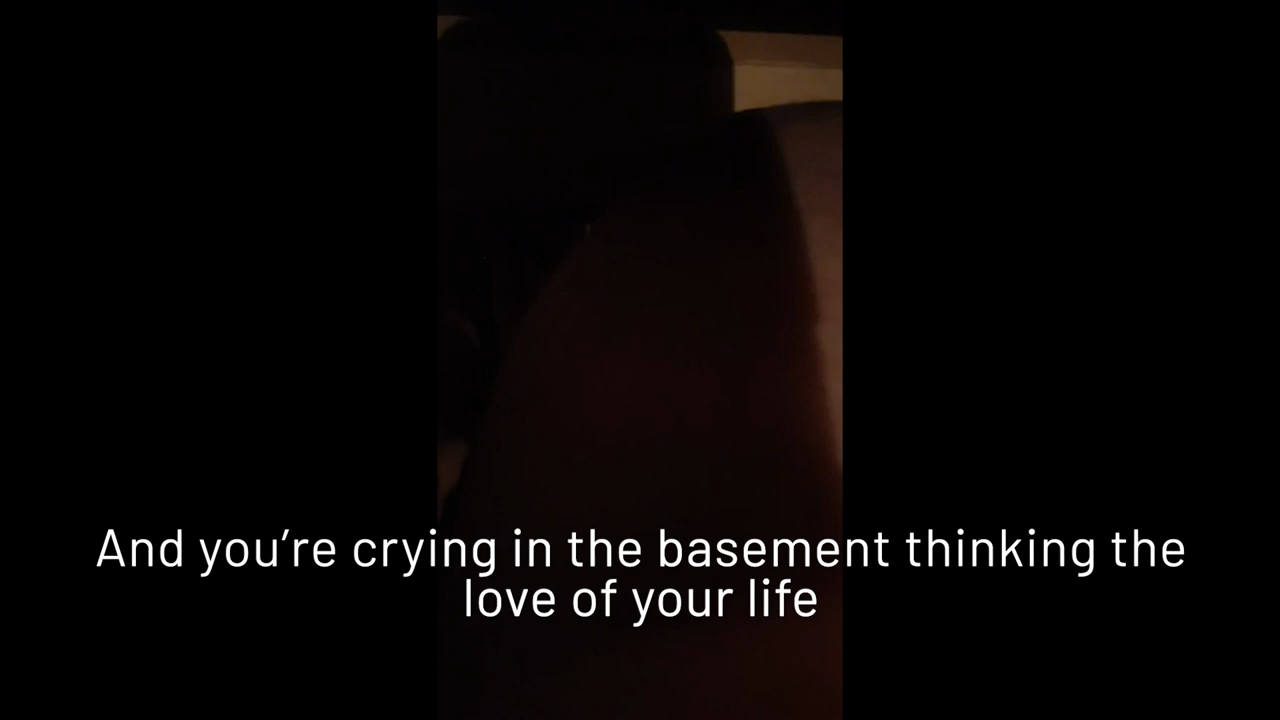 And you’re crying in the basement thinking the
love of your life